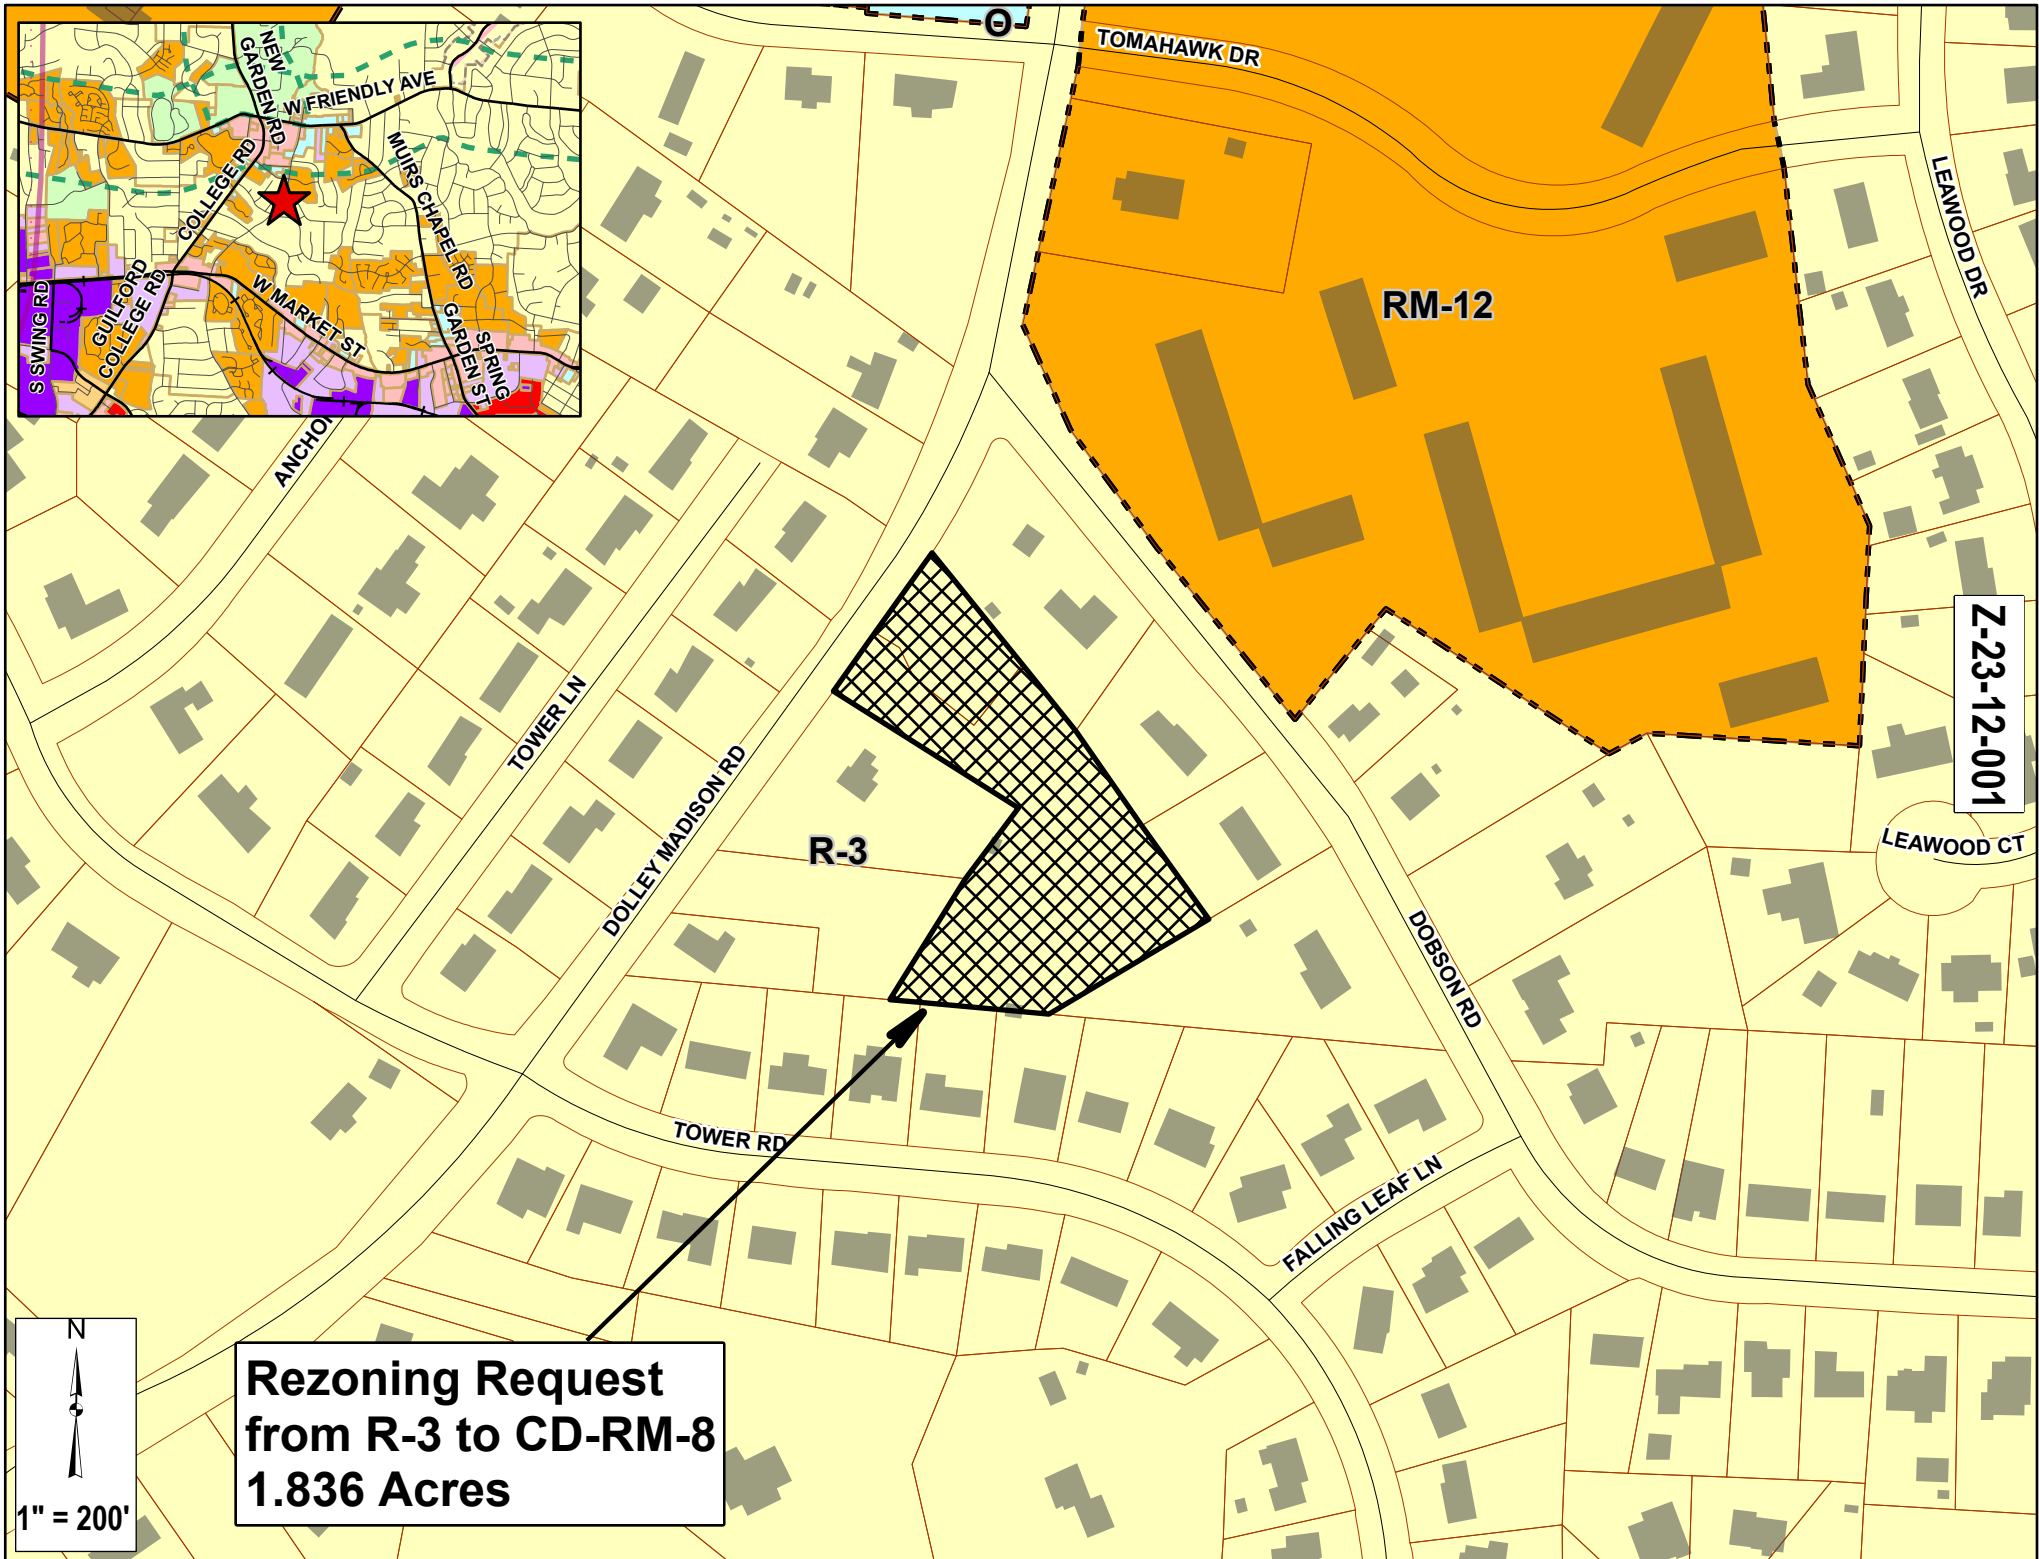 NEW
GARDEN RD
W FRIENDLY AVE
COLLEGE RD
MUIRS CHAPEL RD
S SWING RD
GUILFORD
COLLEGE RD
W MARKET ST
SPRING
GARDEN ST
O
TOMAHAWK DR
RM-12
LEAWOOD DR
TOWER LN
DOLLEY MADISON RD
R-3
Z-23-12-001
LEAWOOD CT
DOBSON RD
TOWER RD
FALLING LEAF LN
Rezoning Request
from R-3 to CD-RM-8
1.836 Acres
N
1" = 200'